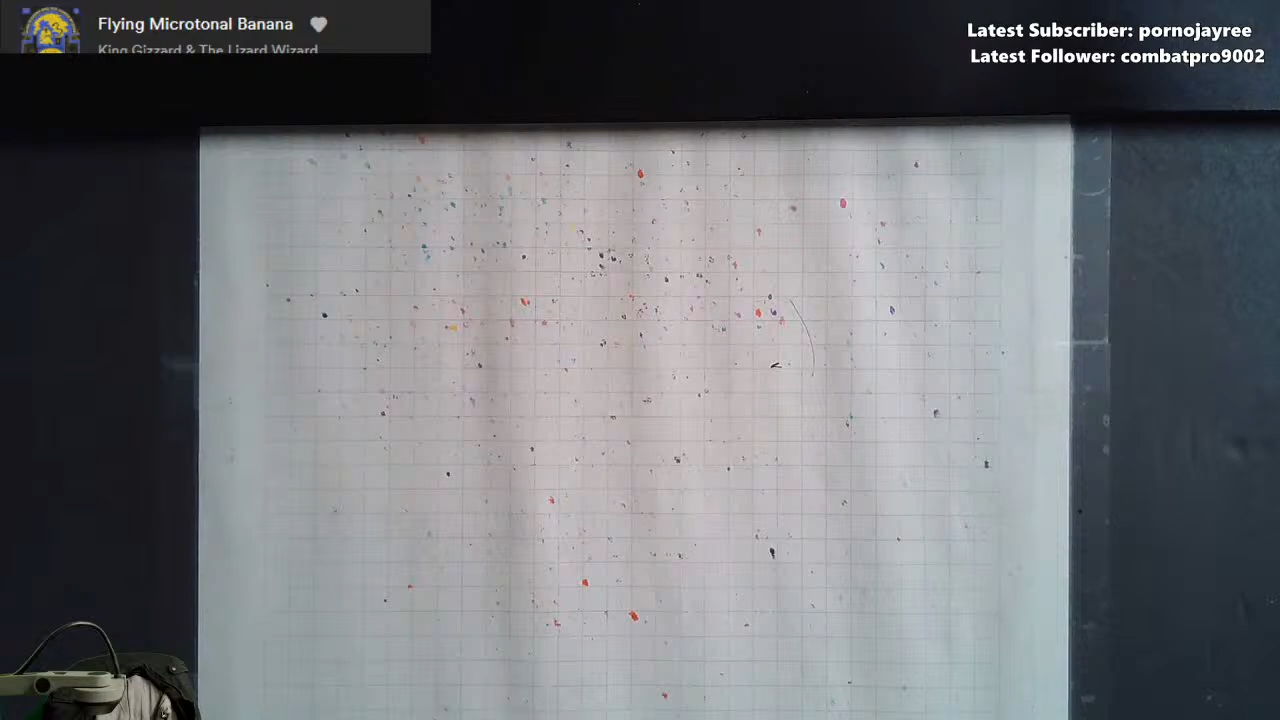 Flying Microtonal Banana
King Gizzard & The Lizard Wizard
Latest Subscriber: pornojayree
Latest Follower: combatpro9002